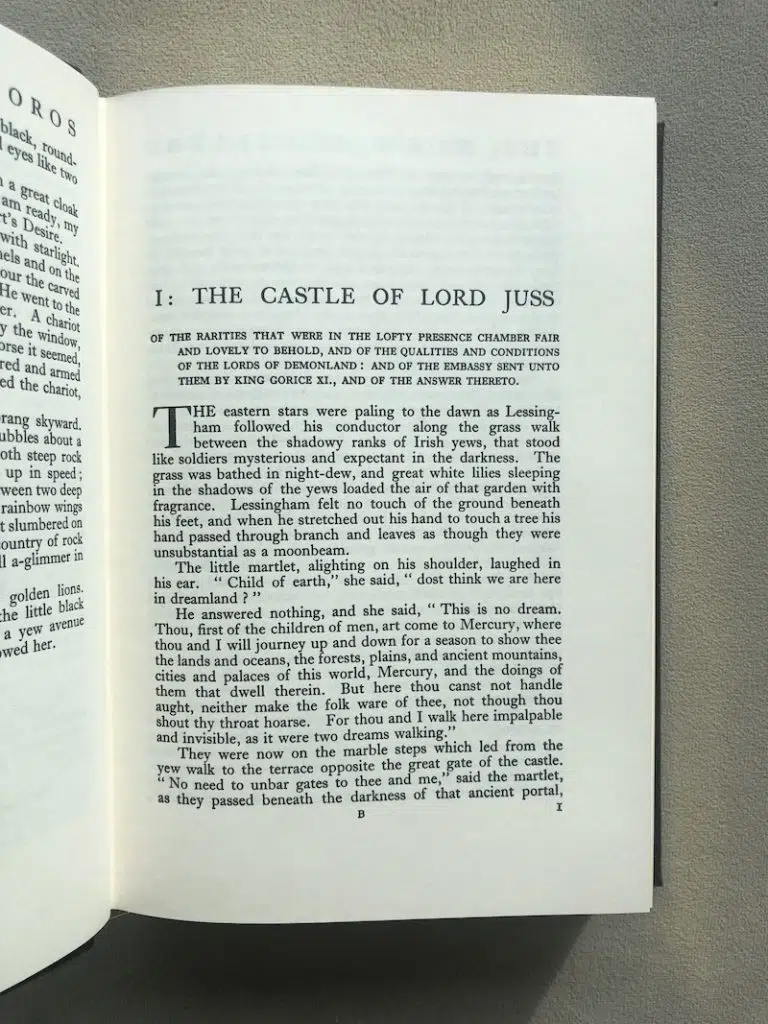 OROS
black, round-
eyes like two
a great cloak
am ready, my
rt's Desire.
with starlight.
els and on the
our the carved
He went to the
er. A chariot
y the window,
orse it seemed,
red and armed
ed the chariot,
rang skyward.
ubbles about a
oth steep rock
up in speed;
ween two deep
rainbow wings
t slumbered on
ountry of rock
ll a-glimmer in
golden lions.
the little black
a yew avenue
owed her.
I: THE CASTLE OF LORD JUSS
OF THE RARITIES THAT WERE IN THE LOFTY PRESENCE CHAMBER FAIR
AND LOVELY TO BEHOLD, AND OF THE QUALITIES AND CONDITIONS
OF THE LORDS OF DEMONLAND: AND OF THE EMBASSY SENT UNTO
THEM BY KING GORICE XI., AND OF THE ANSWER THERETO.
THE eastern stars were paling to the dawn as Lessing-
ham followed his conductor along the grass walk
between the shadowy ranks of Irish yews, that stood
like soldiers mysterious and expectant in the darkness. The
grass was bathed in night-dew, and great white lilies sleeping
in the shadows of the yews loaded the air of that garden with
fragrance. Lessingham felt no touch of the ground beneath
his feet, and when he stretched out his hand to touch a tree his
hand passed through branch and leaves as though they were
unsubstantial as a moonbeam.
The little martlet, alighting on his shoulder, laughed in
his ear. " Child of earth," she said, " dost think we are here
in dreamland ? "
He answered nothing, and she said, " This is no dream.
Thou, first of the children of men, art come to Mercury, where
thou and I will journey up and down for a season to show thee
the lands and oceans, the forests, plains, and ancient mountains,
cities and palaces of this world, Mercury, and the doings of
them that dwell therein. But here thou canst not handle
aught, neither make the folk ware of thee, not though thou
shout thy throat hoarse. For thou and I walk here impalpable
and invisible, as it were two dreams walking."
They were now on the marble steps which led from the
yew walk to the terrace opposite the great gate of the castle.
" No need to unbar gates to thee and me," said the martlet,
as they passed beneath the darkness of that ancient portal,
B
I